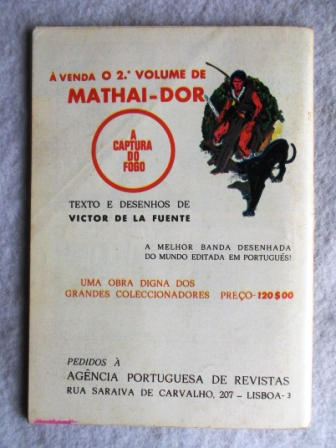 À VENDA O 2.º VOLUME DE
MATHAI-DOR
A
CAPTURA
DO
FOGO
TEXTO E DESENHOS DE
VICTOR DE LA FUENTE
A MELHOR BANDA DESENHADA
DO MUNDO EDITADA EM PORTUGUÊS!
UMA OBRA DIGNA DOS
GRANDES COLECCIONADORES PREÇO-120$00
PEDIDOS À
AGÊNCIA PORTUGUESA DE REVISTAS
RUA SARAIVA DE CARVALHO, 207 - LISBOA-3